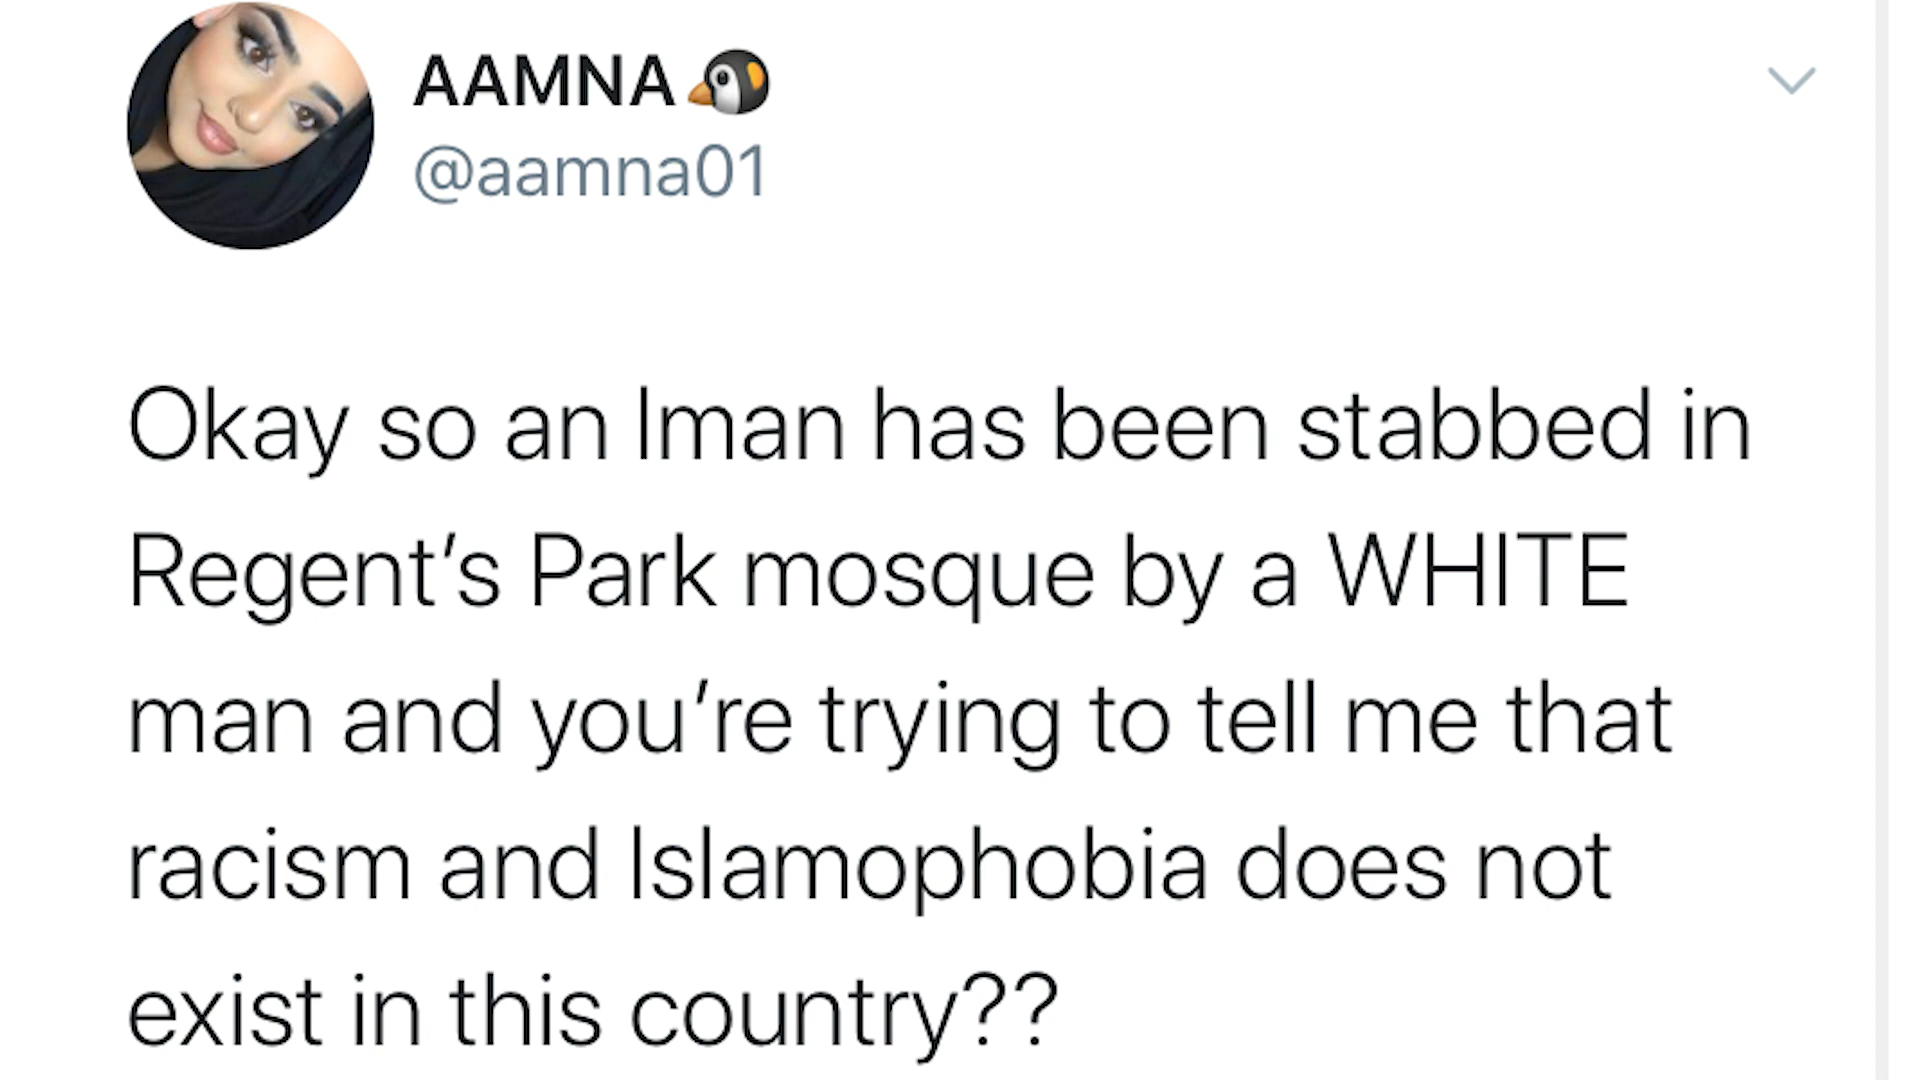 AAMNA🐧
@aamna01
Okay so an Iman has been stabbed in
Regent’s Park mosque by a WHITE
man and you’re trying to tell me that
racism and Islamophobia does not
exist in this country??